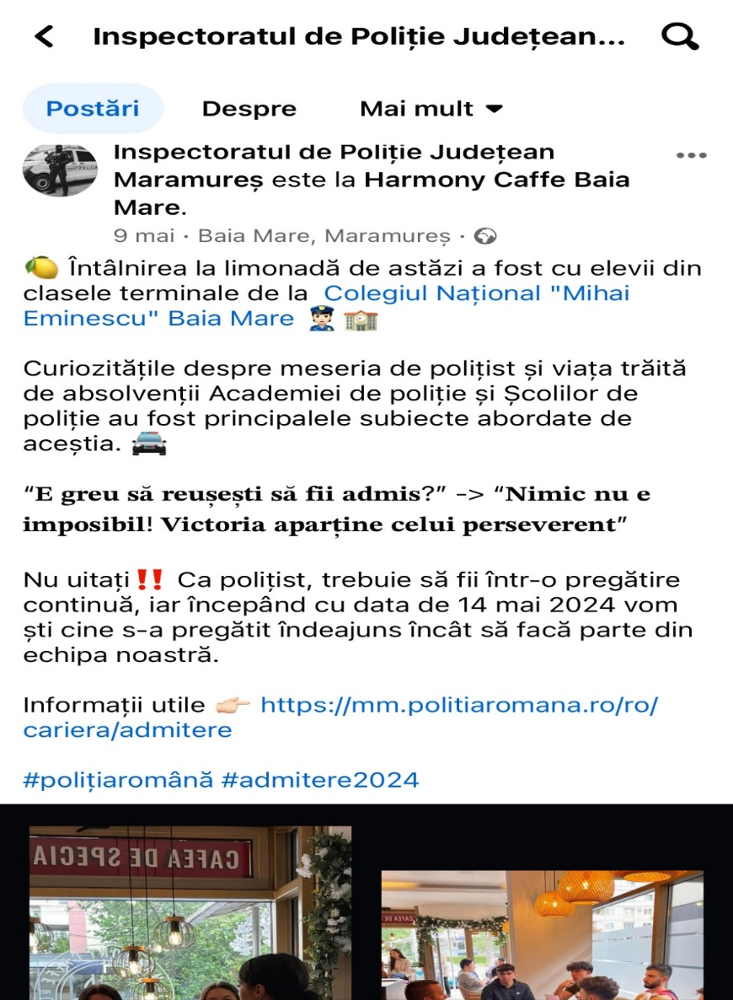 Inspectoratul de Poliție Județean...
Postări Despre Mai mult
Inspectoratul de Poliție Județean
Maramureș este la Harmony Caffe Baia
Mare.
9 mai · Baia Mare, Maramureș ·
🍋 Întâlnirea la limonadă de astăzi a fost cu elevii din
clasele terminale de la Colegiul Național "Mihai
Eminescu" Baia Mare 👮🏻 🏫
Curiozitățile despre meseria de polițist și viața trăită
de absolvenții Academiei de poliție și Școlilor de
poliție au fost principalele subiecte abordate de
aceștia. 🚔
“E greu să reușești să fii admis?” -> “Nimic nu e
imposibil! Victoria aparține celui perseverent”
Nu uitați‼️ Ca polițist, trebuie să fii într-o pregătire
continuă, iar începând cu data de 14 mai 2024 vom
ști cine s-a pregătit îndeajuns încât să facă parte din
echipa noastră.
Informații utile 👉🏻 https://mm.politiaromana.ro/ro/
cariera/admitere
#polițiaromână #admitere2024
CAFEA DE SPECIA
CAFEA DE